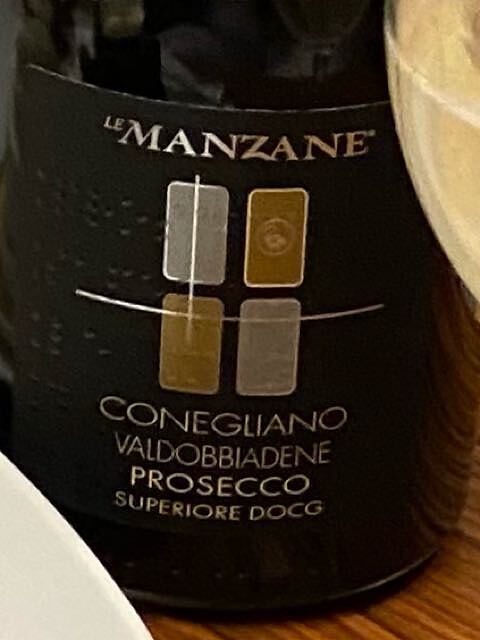 LE MANZANE
CONEGLIANO
VALDOBBIADENE
PROSECCO
SUPERIORE DOCG